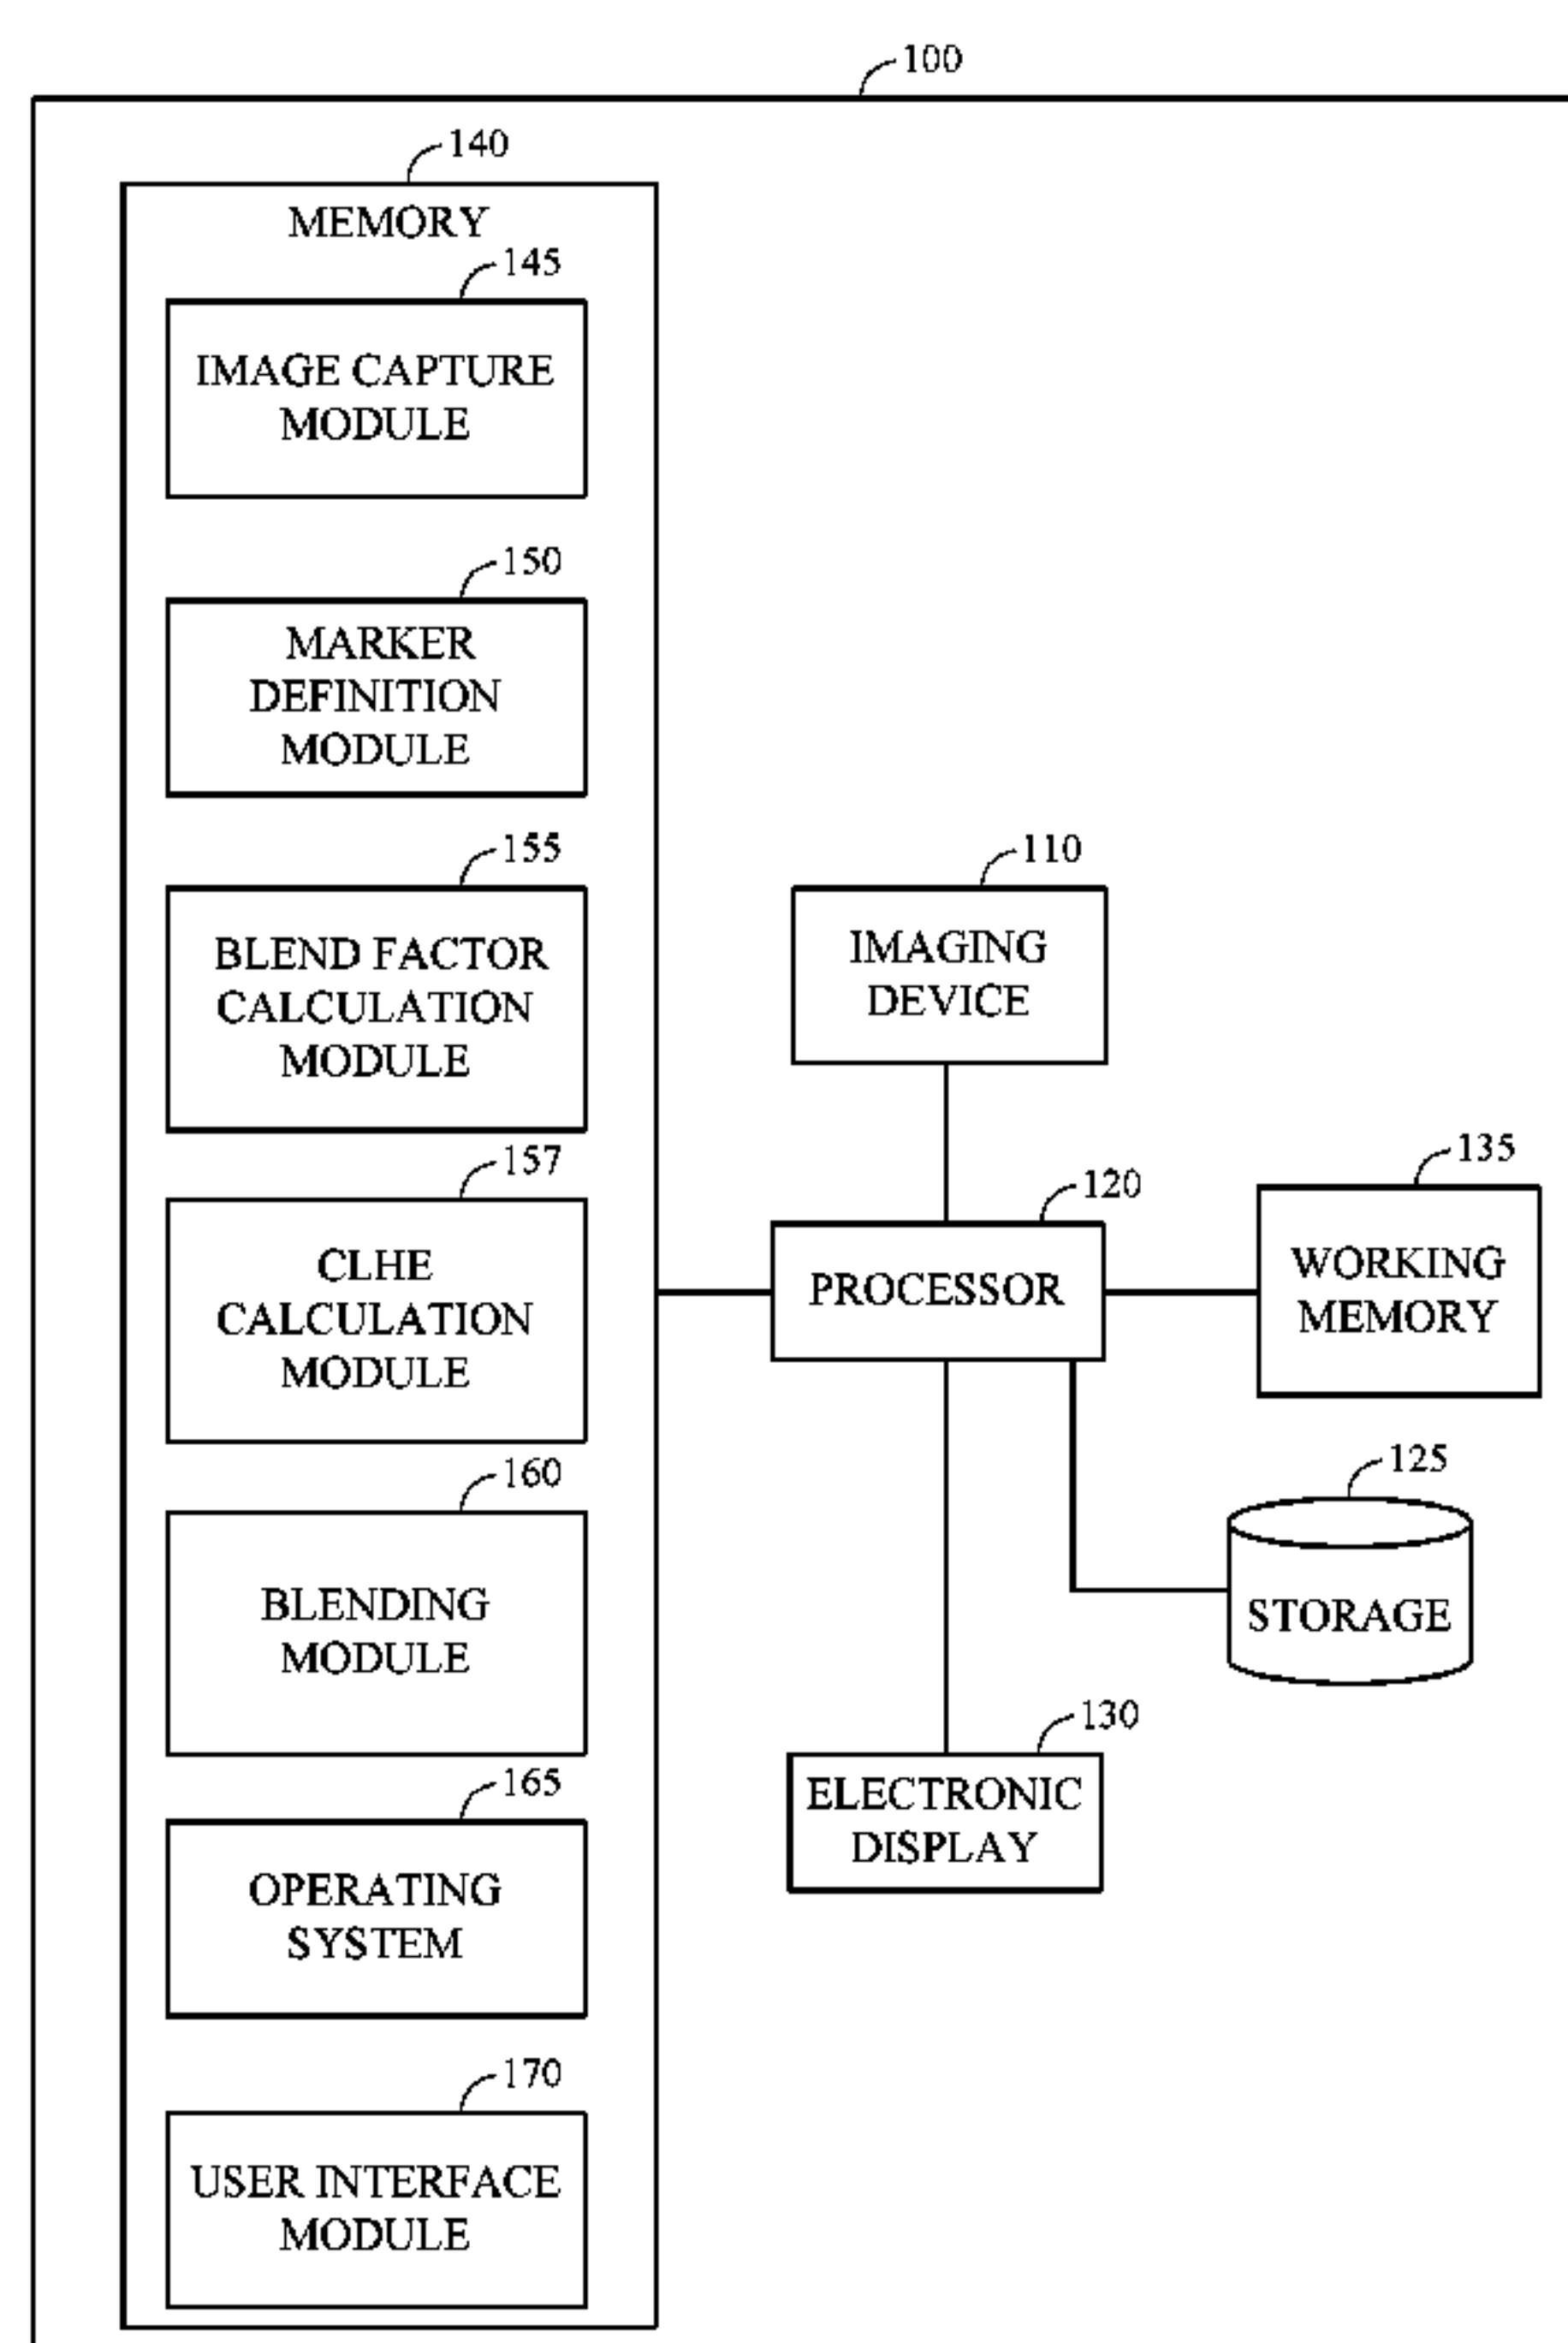 100
140
MEMORY
145
IMAGE CAPTURE
MODULE
150
MARKER
DEFINITION
MODULE
155
BLEND FACTOR
CALCULATION
MODULE
157
CLHE
CALCULATION
MODULE
160
BLENDING
MODULE
165
OPERATING
SYSTEM
170
USER INTERFACE
MODULE
110
IMAGING
DEVICE
120
PROCESSOR
135
WORKING
MEMORY
125
STORAGE
130
ELECTRONIC
DISPLAY